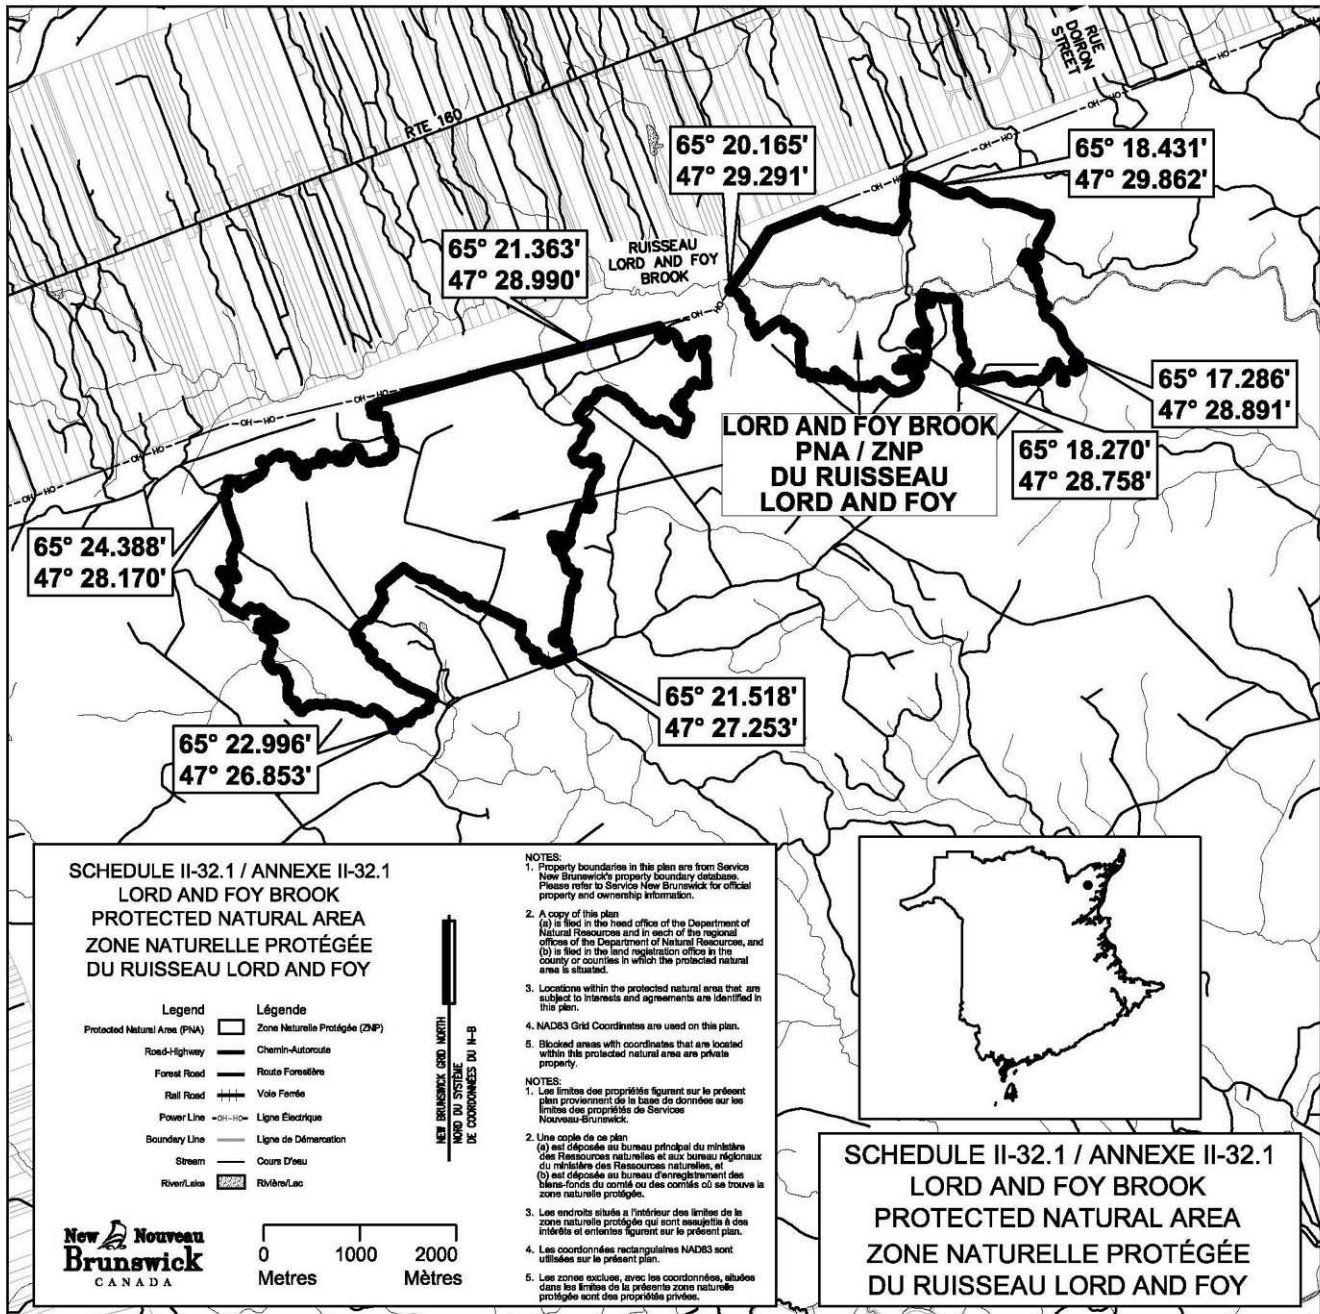 RUE
DOIRON
STREET
RTE 160
65° 20.165'
47° 29.291'
65° 18.431'
47° 29.862'
65° 21.363'
47° 28.990'
RUISSEAU
LORD AND FOY
BROOK
OH-HO
OH-HO
OH-HO
OH-HO
OH-HO
OH-HO
OH-HO
OH-HO
OH-HO
65° 17.286'
47° 28.891'
65° 18.270'
47° 28.758'
LORD AND FOY BROOK
PNA / ZNP
DU RUISSEAU
LORD AND FOY
65° 24.388'
47° 28.170'
65° 21.518'
47° 27.253'
65° 22.996'
47° 26.853'
SCHEDULE II-32.1 / ANNEXE II-32.1
LORD AND FOY BROOK
PROTECTED NATURAL AREA
ZONE NATURELLE PROTÉGÉE
DU RUISSEAU LORD AND FOY
Legend Légende
Protected Natural Area (PNA) Zone Naturelle Protégée (ZNP)
Road-Highway Chemin-Autoroute
Forest Road Route Forestière
Rail Road Voie Ferrée
Power Line -OH-HO- Ligne Électrique
Boundary Line Ligne de Démarcation
Stream Cours D'eau
River/Lake Rivière/Lac
NEW BRUNSWICK GRID NORTH
NORD DU SYSTÈME
DE COORDONNÉES DU N-B
New Nouveau
Brunswick
CANADA
0 1000 2000
Metres Mètres
NOTES:
1. Property boundaries in this plan are from Service
New Brunswick's property boundary database.
Please refer to Service New Brunswick for official
property and ownership information.
2. A copy of this plan
(a) is filed in the head office of the Department of
Natural Resources and in each of the regional
offices of the Department of Natural Resources, and
(b) is filed in the land registration office in the
county or counties in which the protected natural
area is situated.
3. Locations within the protected natural area that are
subject to interests and agreements are identified in
this plan.
4. NAD83 Grid Coordinates are used on this plan.
5. Blocked areas with coordinates that are located
within this protected natural area are private
property.
NOTES:
1. Les limites des propriétés figurant sur le présent
plan proviennent de la base de données sur les
limites des propriétés de Services
Nouveau-Brunswick.
2. Une copie de ce plan
(a) est déposée au bureau principal du ministère
des Ressources naturelles et aux bureau régionaux
du ministère des Ressources naturelles, et
(b) est déposée au bureau d'enregistrement des
biens-fonds du comté ou des comtés où se trouve la
zone naturelle protégée.
3. Les endroits situés a l'intérieur des limites de la
zone naturelle protégée qui sont assujettis à des
intérêts et ententes figurant sur le présent plan.
4. Les coordonnées rectangulaires NAD83 sont
utilisées sur le présent plan.
5. Les zones exclues, avec les coordonnées, situées
dans les limites de la présente zone naturelle
protégée sont des propriétés privées.
SCHEDULE II-32.1 / ANNEXE II-32.1
LORD AND FOY BROOK
PROTECTED NATURAL AREA
ZONE NATURELLE PROTÉGÉE
DU RUISSEAU LORD AND FOY